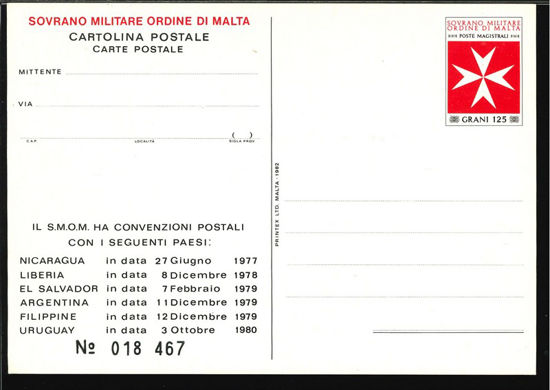 SOVRANO MILITARE ORDINE DI MALTA
CARTOLINA POSTALE
CARTE POSTALE
MITTENTE
VIA
( )
C.A.P. LOCALITÀ SIGLA PROV.
IL S.M.O.M. HA CONVENZIONI POSTALI
CON I SEGUENTI PAESI:
NICARAGUA in data 27 Giugno 1977
LIBERIA in data 8 Dicembre 1978
EL SALVADOR in data 7 Febbraio 1979
ARGENTINA in data 11 Dicembre 1979
FILIPPINE in data 12 Dicembre 1979
URUGUAY in data 3 Ottobre 1980
No 018 467
PRINTEX LTD. MALTA - 1982
SOVRANO MILITARE
ORDINE DI MALTA
POSTE MAGISTRALI
GRANI 125